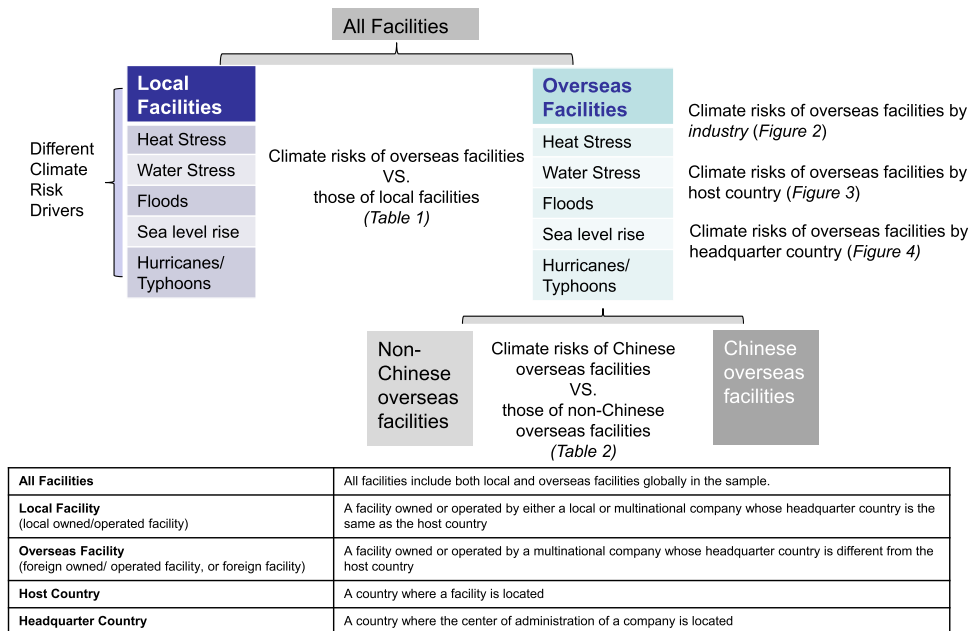 All Facilities
Local
Facilities
Heat Stress
Water Stress
Floods
Sea level rise
Hurricanes/
Typhoons
Different
Climate
Risk
Drivers
Climate risks of overseas facilities
VS.
those of local facilities
(Table 1)
Overseas
Facilities
Heat Stress
Water Stress
Floods
Sea level rise
Hurricanes/
Typhoons
Climate risks of overseas facilities by
industry (Figure 2)
Climate risks of overseas facilities by
host country (Figure 3)
Climate risks of overseas facilities by
headquarter country (Figure 4)
Non-
Chinese
overseas
facilities
Climate risks of Chinese
overseas facilities
VS.
those of non-Chinese
overseas facilities
(Table 2)
Chinese
overseas
facilities
All Facilities
All facilities include both local and overseas facilities globally in the sample.
Local Facility
(local owned/operated facility)
A facility owned or operated by either a local or multinational company whose headquarter country is the
same as the host country
Overseas Facility
(foreign owned/ operated facility, or foreign facility)
A facility owned or operated by a multinational company whose headquarter country is different from the
host country
Host Country
A country where a facility is located
Headquarter Country
A country where the center of administration of a company is located